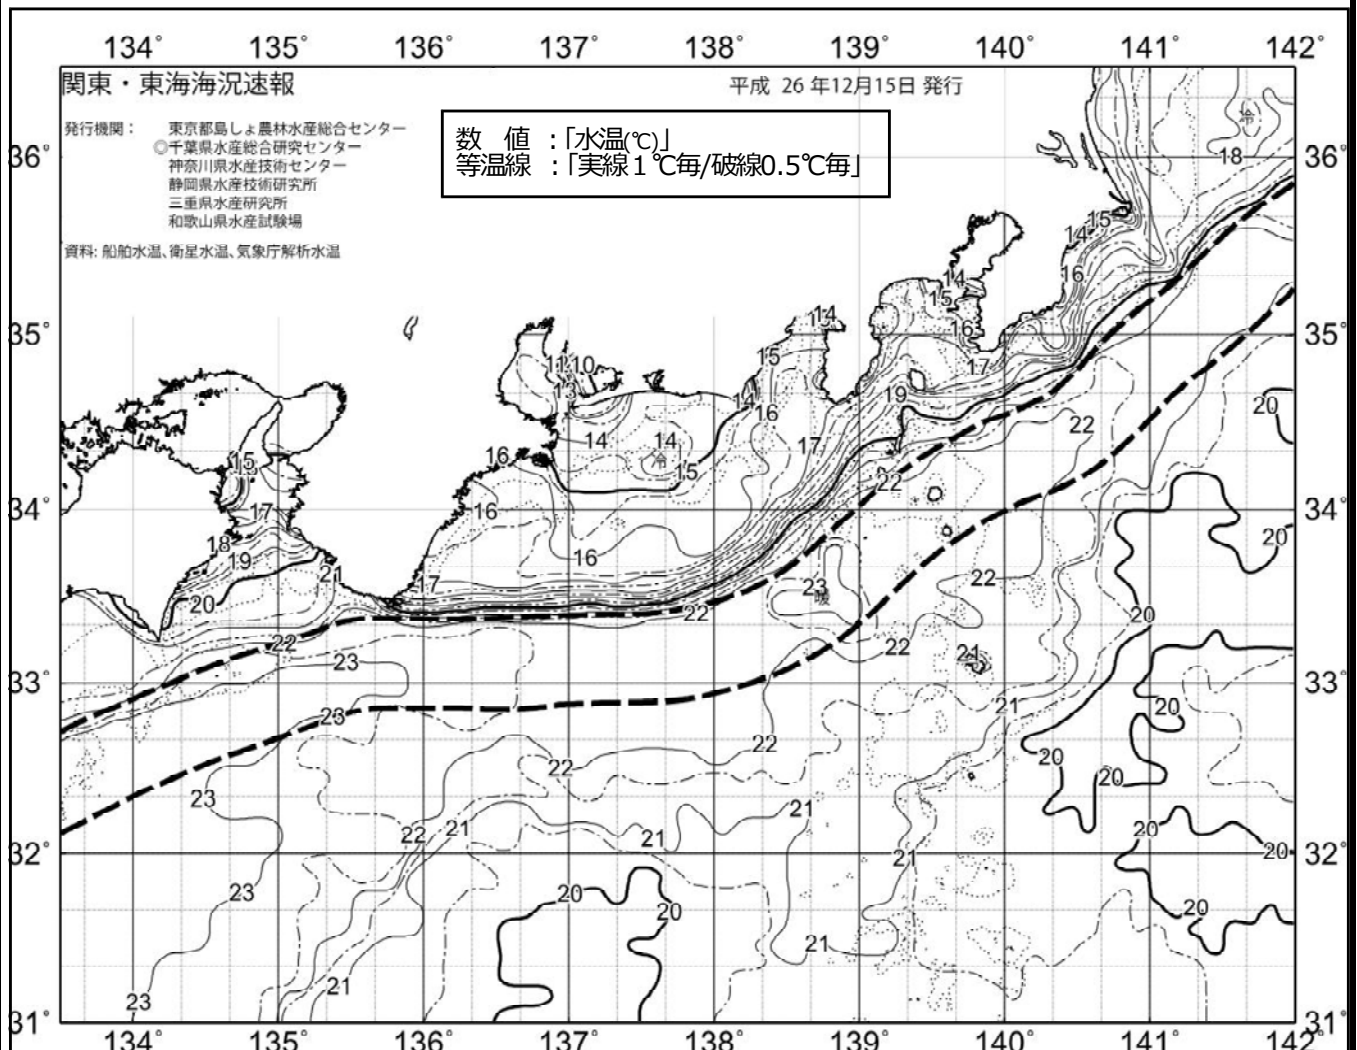 134° 135° 136° 137° 138° 139° 140° 141° 142°
関東・東海海況速報
平成 26 年12月15日 発行
発行機関： 東京都島しょ農林水産総合センター
◎千葉県水産総合研究センター
神奈川県水産技術センター
静岡県水産技術研究所
三重県水産研究所
和歌山県水産試験場
資料: 船舶水温、衛星水温、気象庁解析水温
数 値 ：「水温(℃)」
等温線 ：「実線１℃毎/破線0.5℃毎」
冷
36° 18 36°
15
14
14 16
15
14 16
35° 35°
15 17
11 10
13 14 19
16 20
22
14 14 17
16 冷
15 15
22
34° 16 34°
17 20
18 16
19
21 17 22
20 23
暖
22 20
22 22
23 21
33° 33°
23 21 20
22
22 20
20
23 21
22 21 21 20
32° 21 20 32°
23 20
20 20
21
21
23
31° 31°
134° 135° 136° 137° 138° 139° 140° 141° 142°